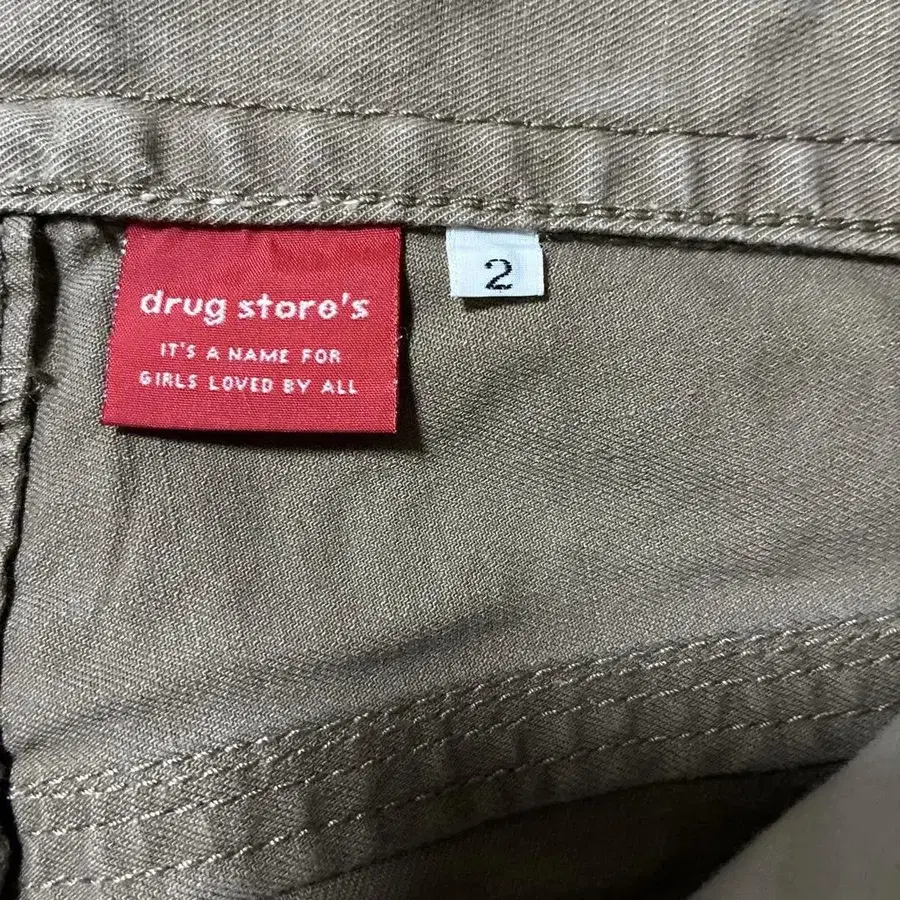 drug store's
IT'S A NAME FOR
GIRLS LOVED BY ALL
2